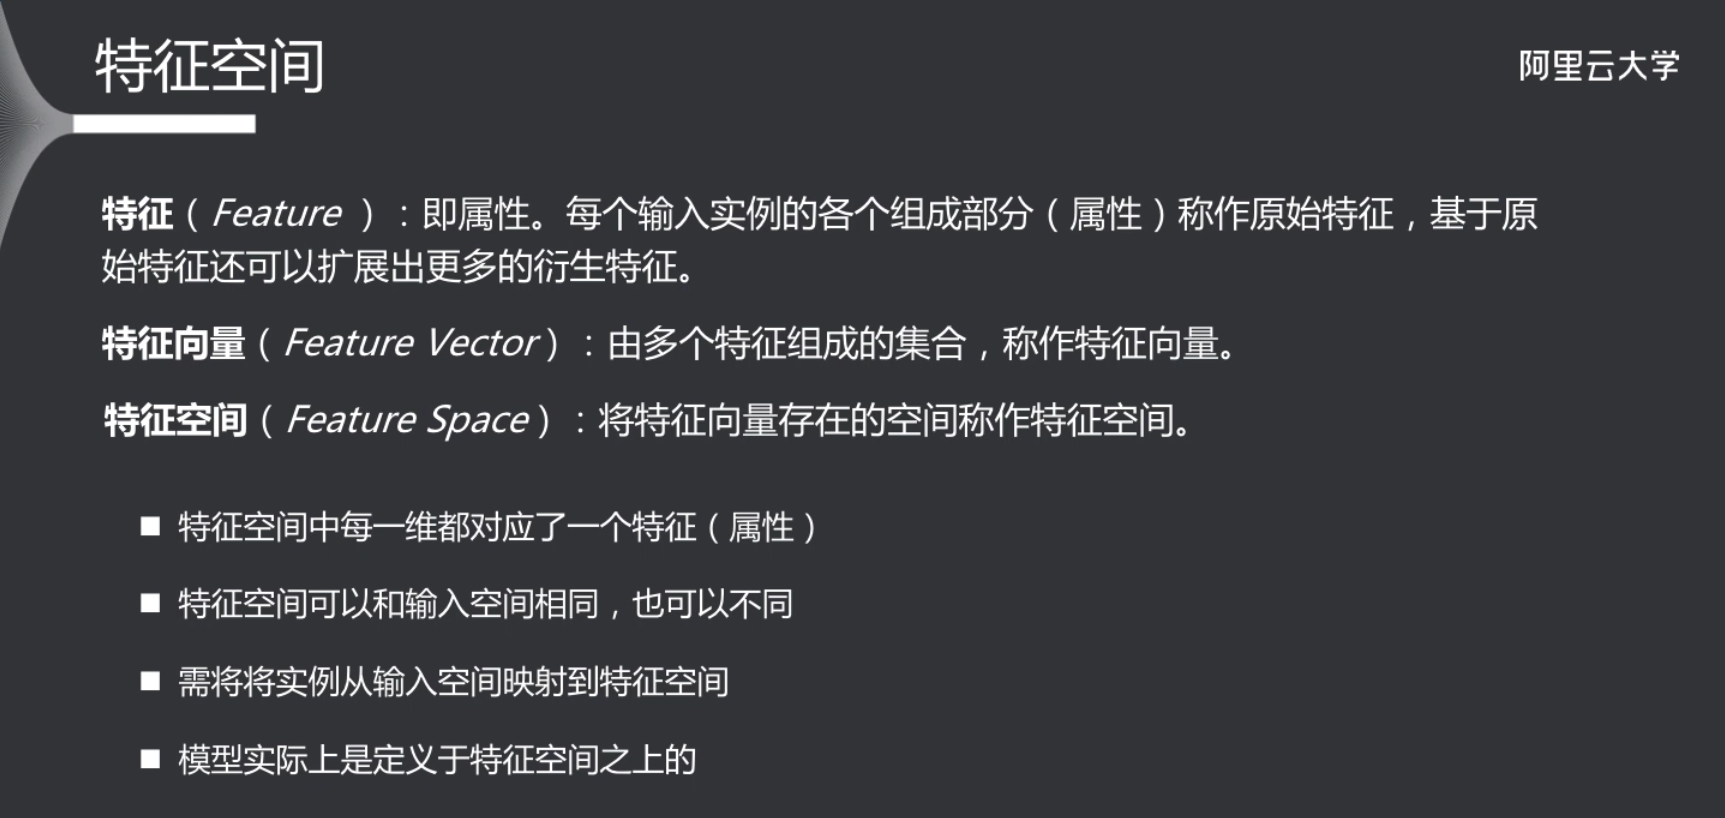 特征空间
阿里云大学
特征（Feature ）：即属性。每个输入实例的各个组成部分（属性）称作原始特征，基于原
始特征还可以扩展出更多的衍生特征。
特征向量（Feature Vector）：由多个特征组成的集合，称作特征向量。
特征空间（Feature Space）：将特征向量存在的空间称作特征空间。
■ 特征空间中每一维都对应了一个特征（属性）
■ 特征空间可以和输入空间相同，也可以不同
■ 需将将实例从输入空间映射到特征空间
■ 模型实际上是定义于特征空间之上的